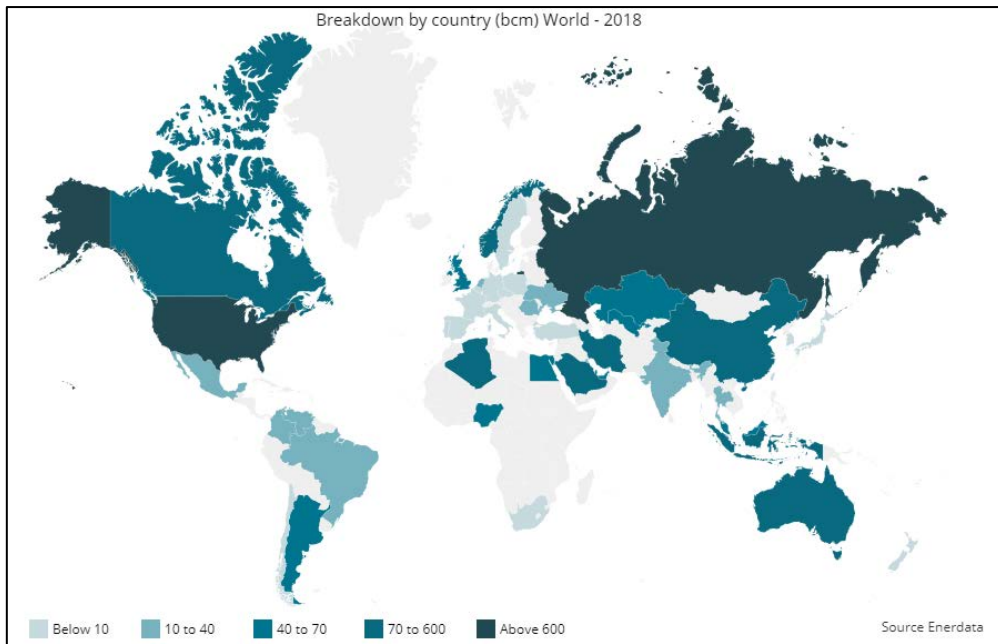 Breakdown by country (bcm) World - 2018
Below 10
10 to 40
40 to 70
70 to 600
Above 600
Source Enerdata